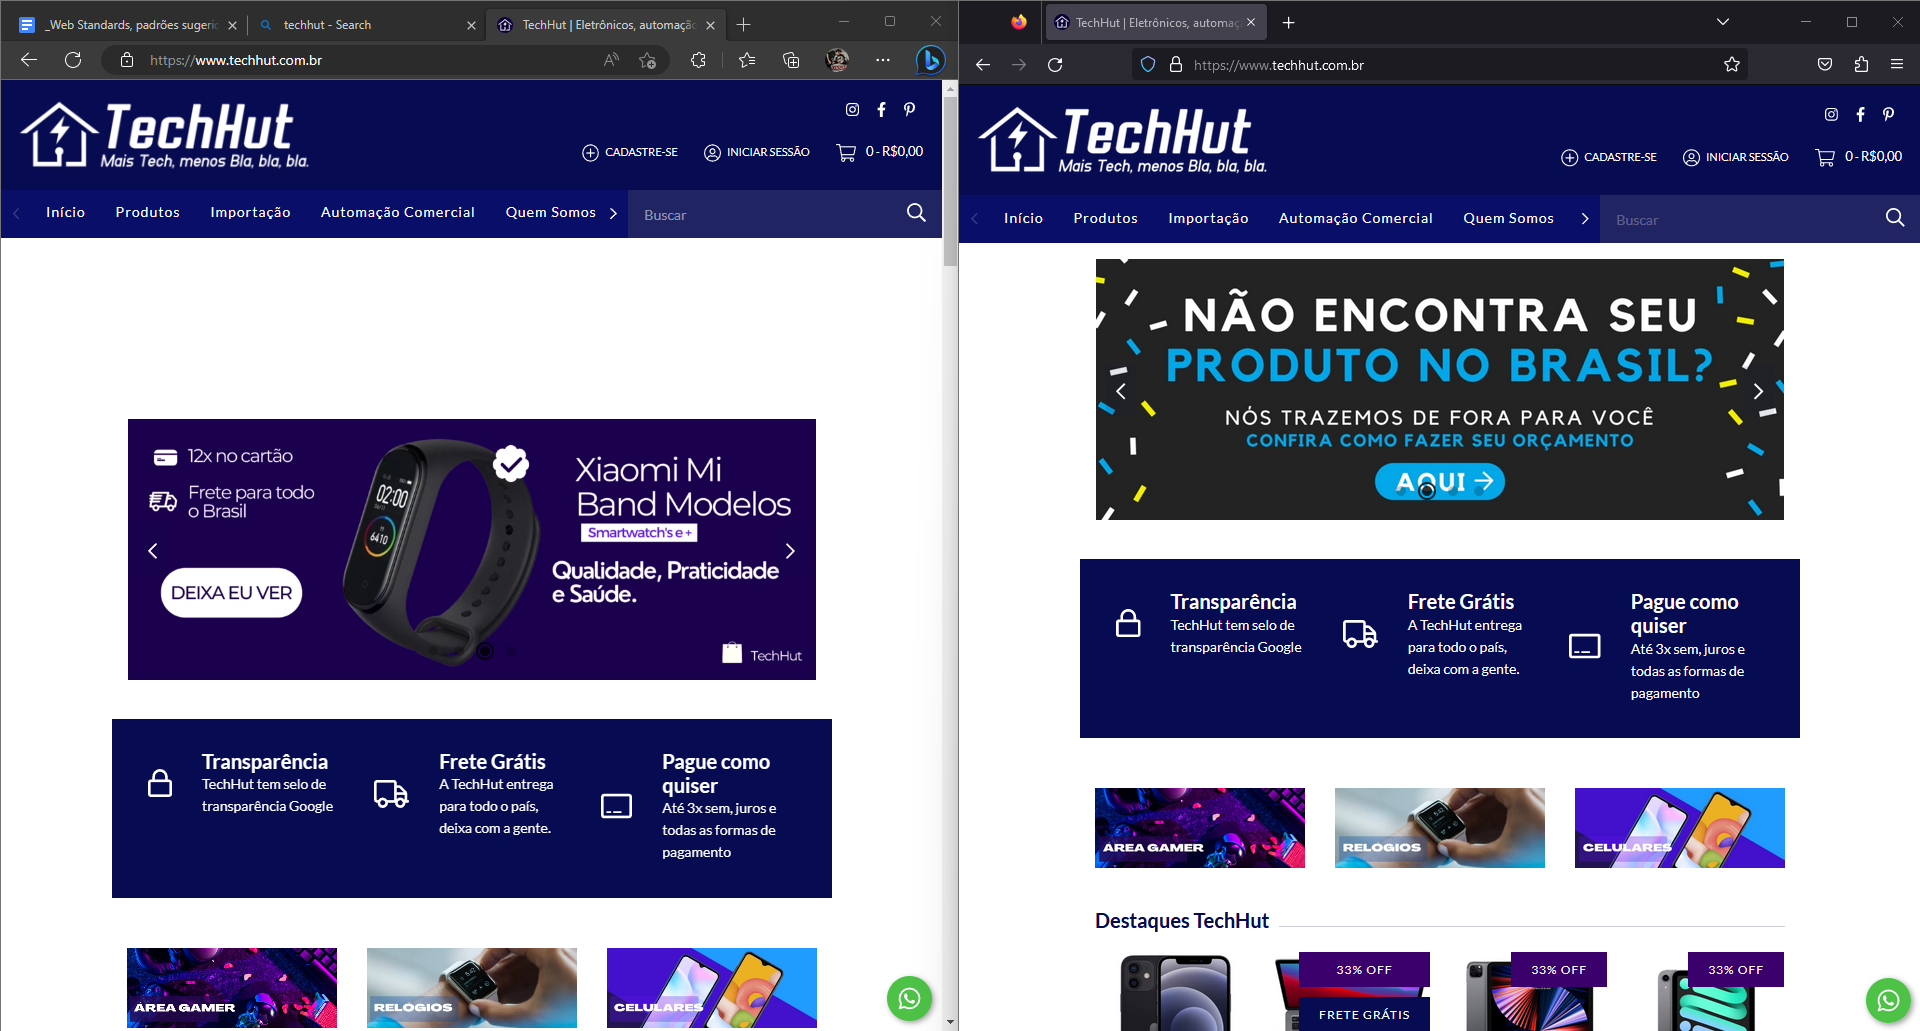 _Web Standards, padrões sugeri
techhut - Search
TechHut | Eletrônicos, automação
https://www.techhut.com.br
TechHut
Mais Tech, menos Bla, bla, bla.
CADASTRE-SE
INICIAR SESSÃO
0 - R$0,00
Início
Produtos
Importação
Automação Comercial
Quem Somos
Buscar
12x no cartão
Frete para todo
o Brasil
DEIXA EU VER
02:00
6410
Xiaomi Mi
Band Modelos
Smartwatch's e +
Qualidade, Praticidade
e Saúde.
TechHut
Transparência
TechHut tem selo de
transparência Google
Frete Grátis
A TechHut entrega
para todo o país,
deixa com a gente.
Pague como
quiser
Até 3x sem, juros e
todas as formas de
pagamento
ÁREA GAMER
RELÓGIOS
CELULARES
TechHut | Eletrônicos, automaç
https://www.techhut.com.br
TechHut
Mais Tech, menos Bla, bla, bla.
CADASTRE-SE
INICIAR SESSÃO
0 - R$0,00
Início
Produtos
Importação
Automação Comercial
Quem Somos
Buscar
NÃO ENCONTRA SEU
PRODUTO NO BRASIL?
NÓS TRAZEMOS DE FORA PARA VOCÊ
CONFIRA COMO FAZER SEU ORÇAMENTO
AQUI
Transparência
TechHut tem selo de
transparência Google
Frete Grátis
A TechHut entrega
para todo o país,
deixa com a gente.
Pague como
quiser
Até 3x sem, juros e
todas as formas de
pagamento
ÁREA GAMER
RELÓGIOS
CELULARES
Destaques TechHut
33% OFF
FRETE GRÁTIS
33% OFF
33% OFF